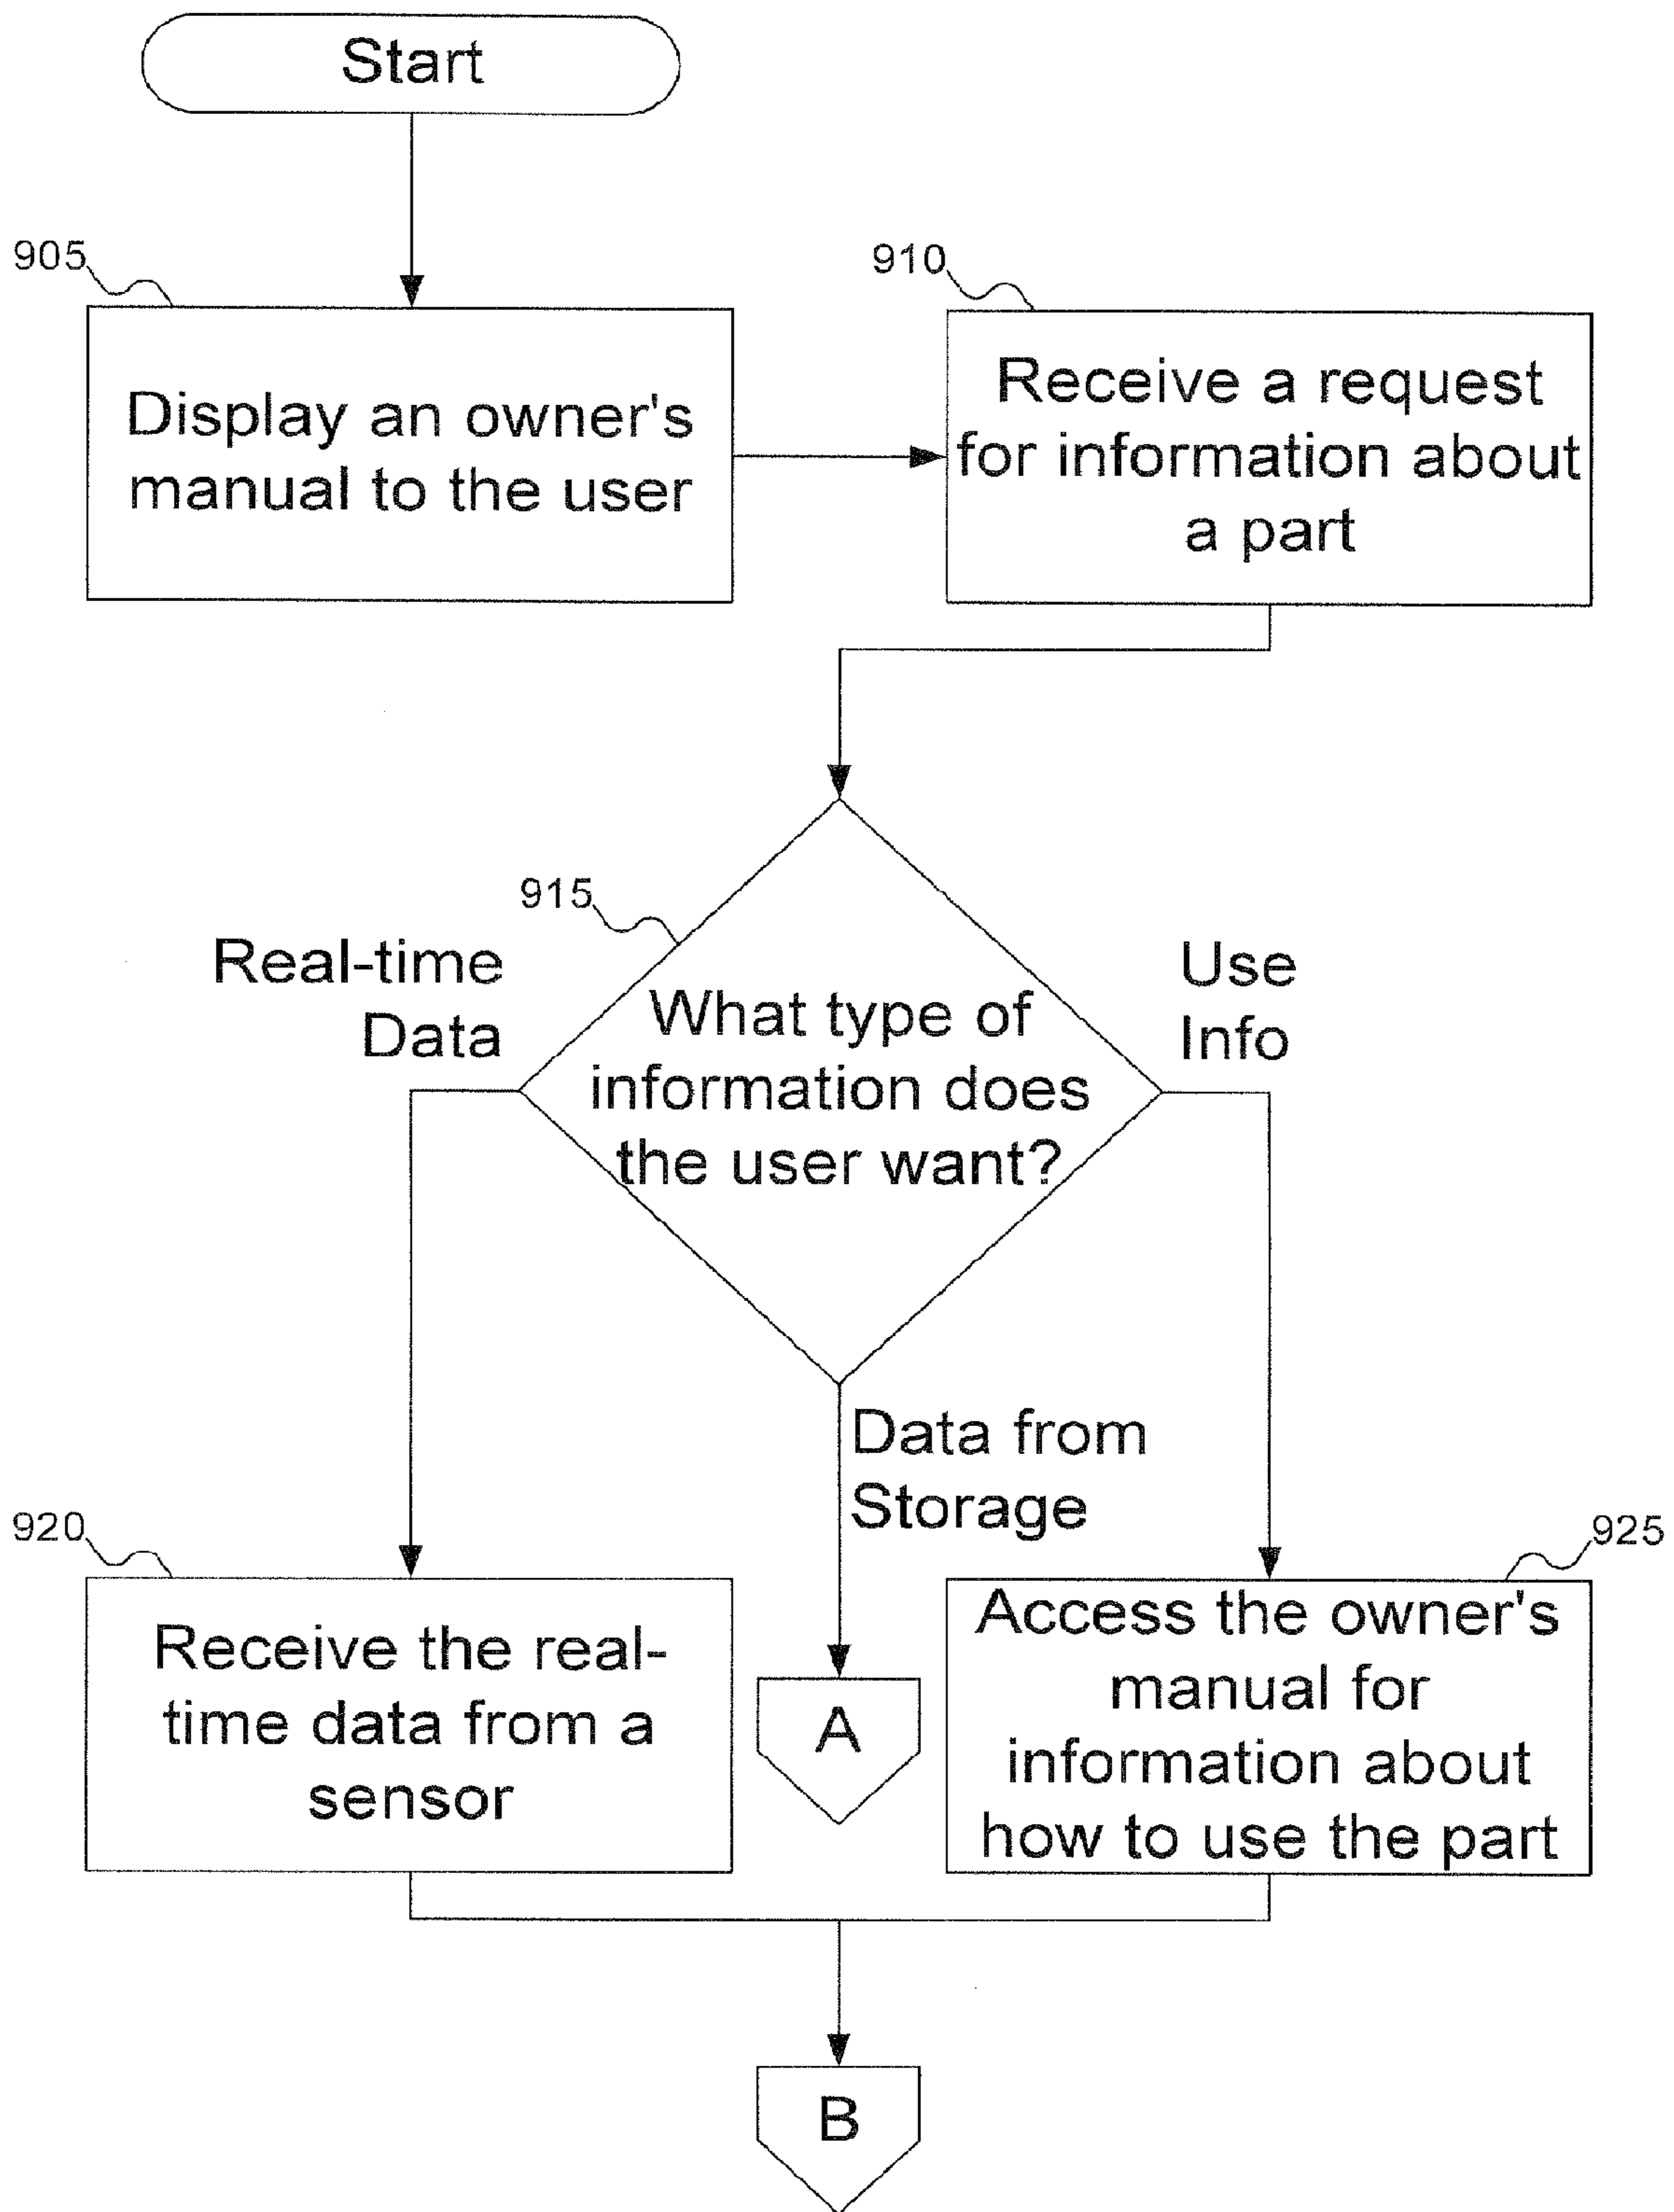 Start
905
Display an owner's
manual to the user
910
Receive a request
for information about
a part
915
Real-time
Data
What type of
information does
the user want?
Use
Info
Data from
Storage
920
Receive the real-
time data from a
sensor
A
925
Access the owner's
manual for
information about
how to use the part
B